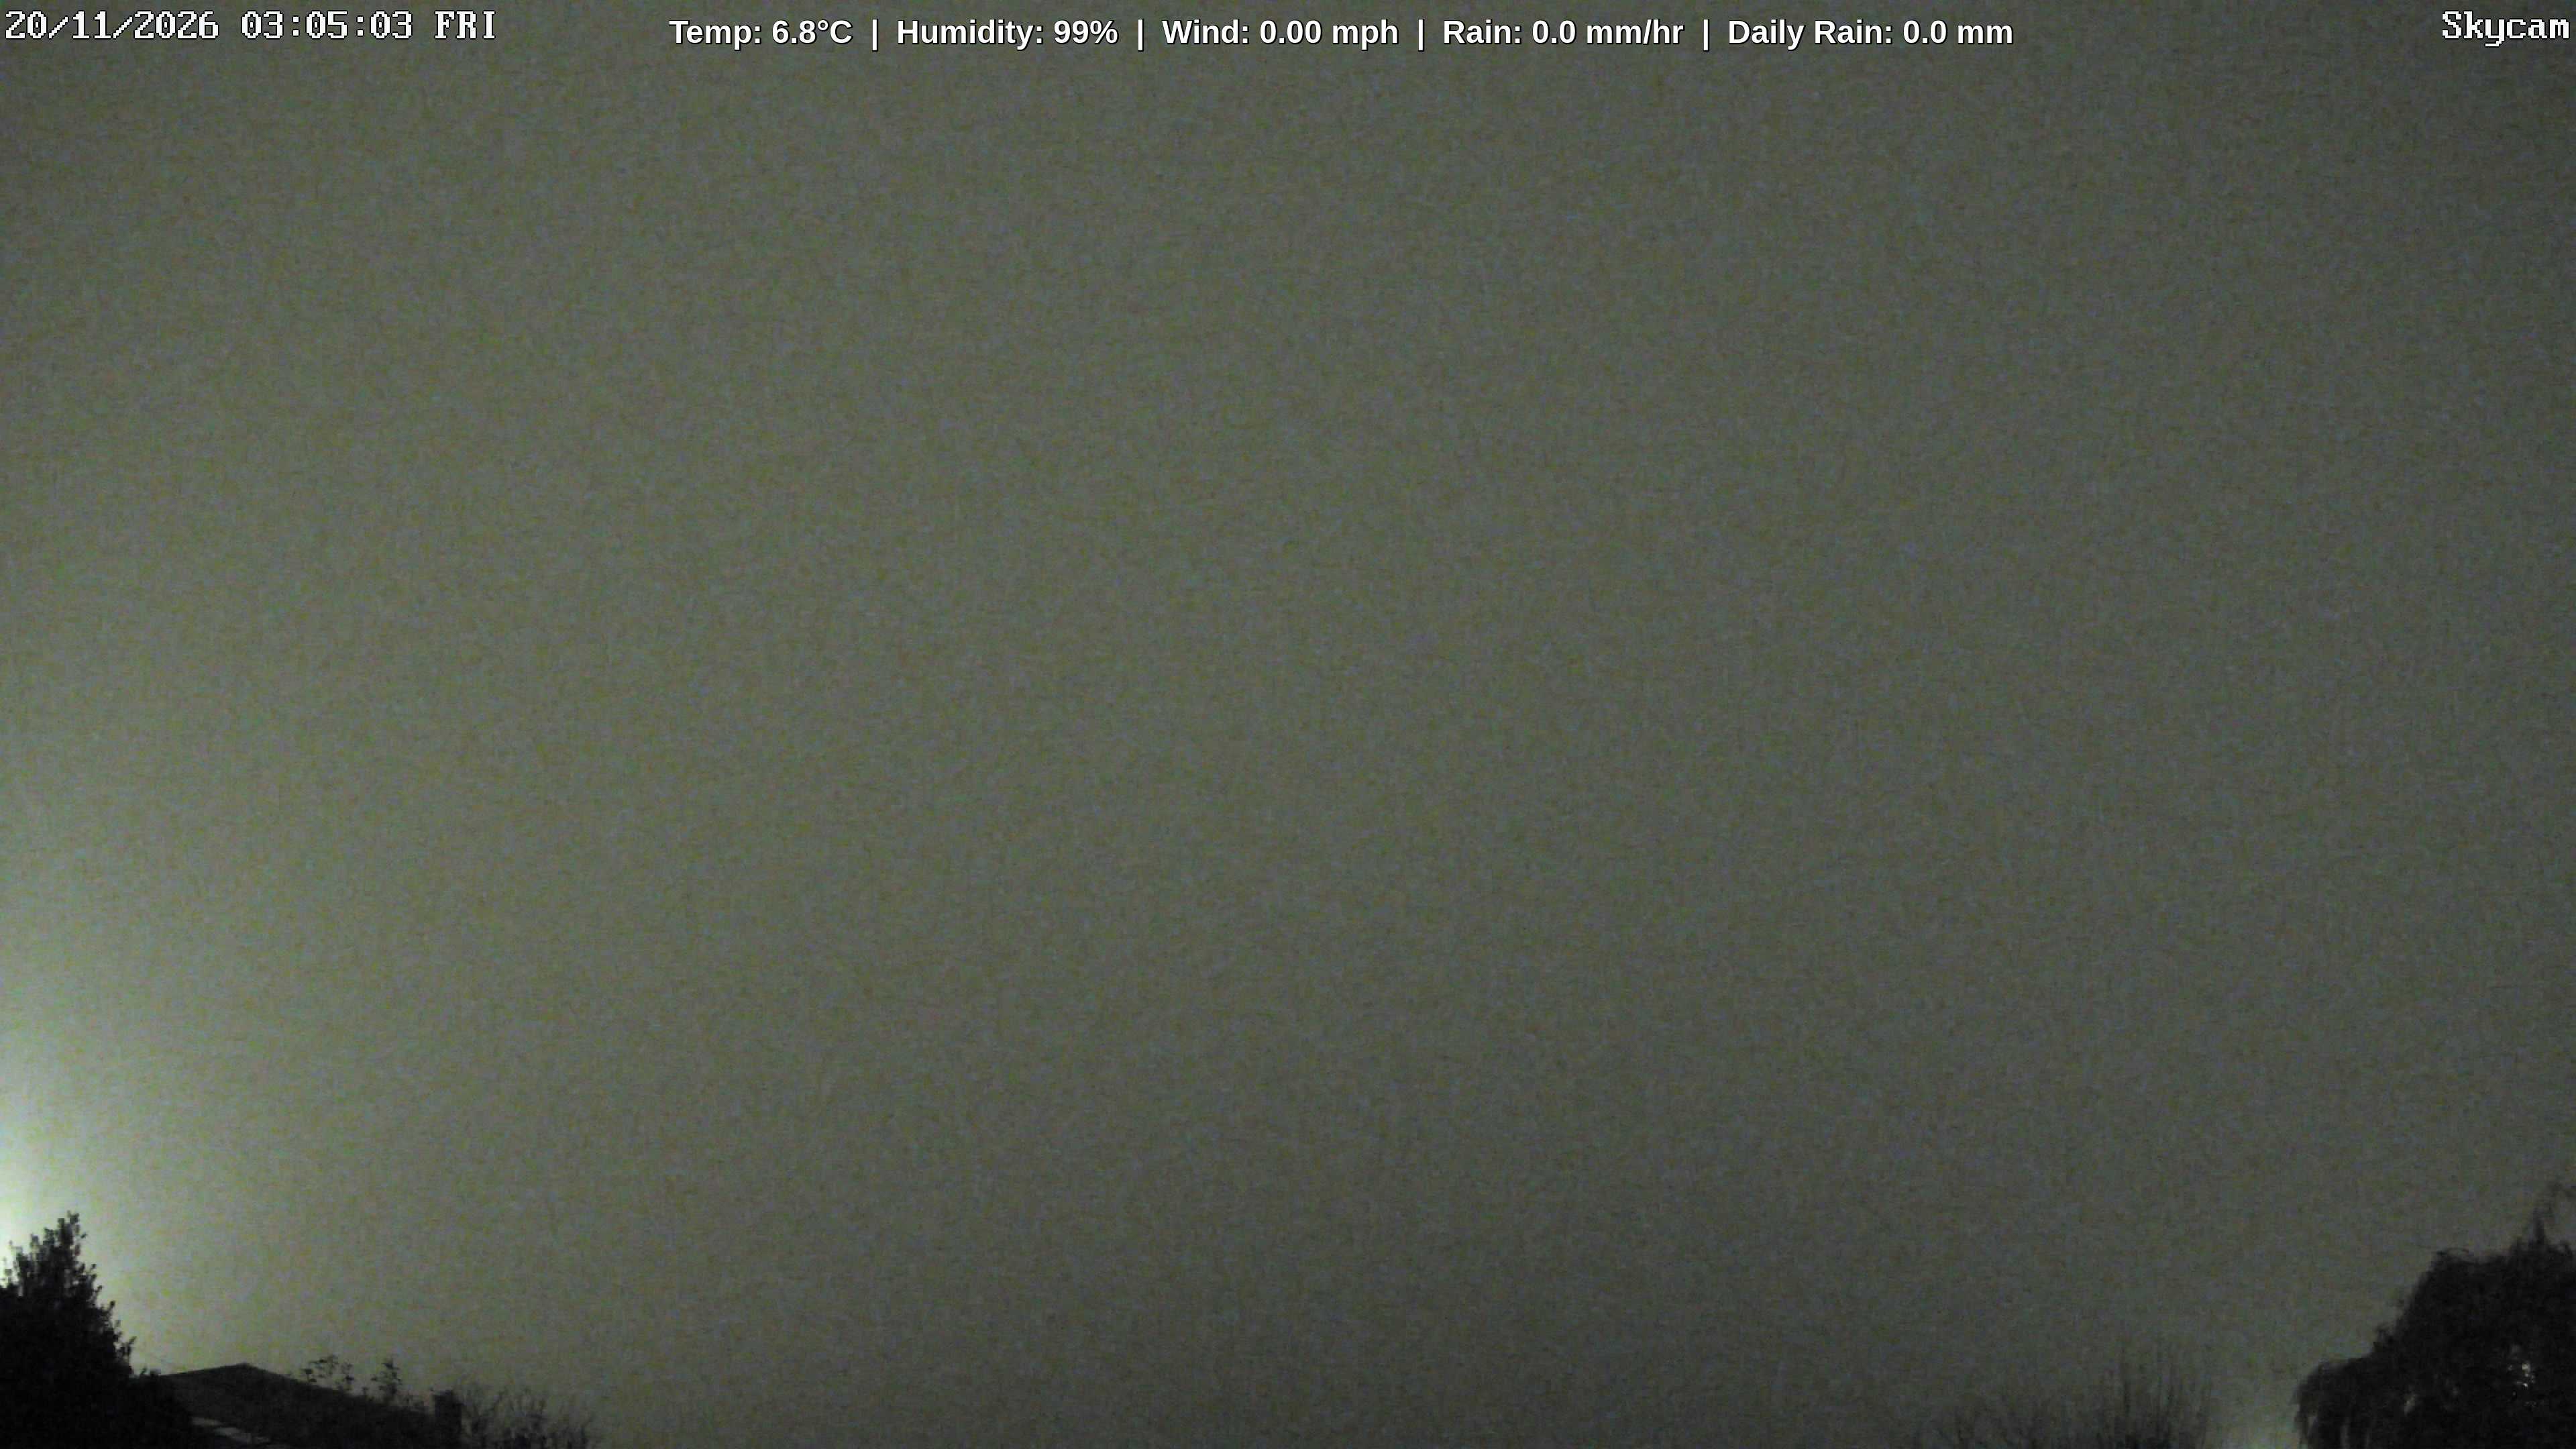 20/11/2026 03:05:03 FRI
Temp: 6.8°C | Humidity: 99% | Wind: 0.00 mph | Rain: 0.0 mm/hr | Daily Rain: 0.0 mm
Skycam